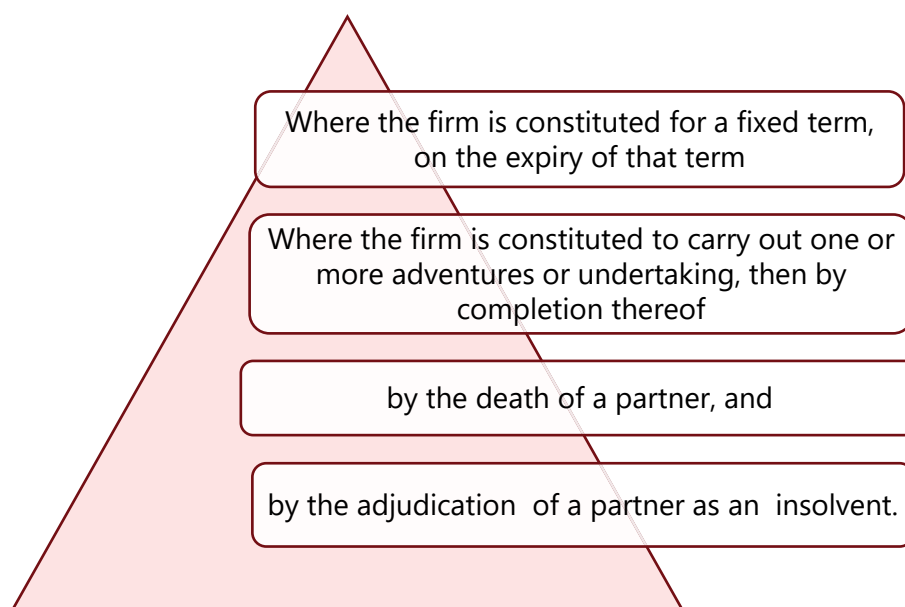 Where the firm is constituted for a fixed term,
on the expiry of that term
Where the firm is constituted to carry out one or
more adventures or undertaking, then by
completion thereof
by the death of a partner, and
by the adjudication  of a partner as an  insolvent.